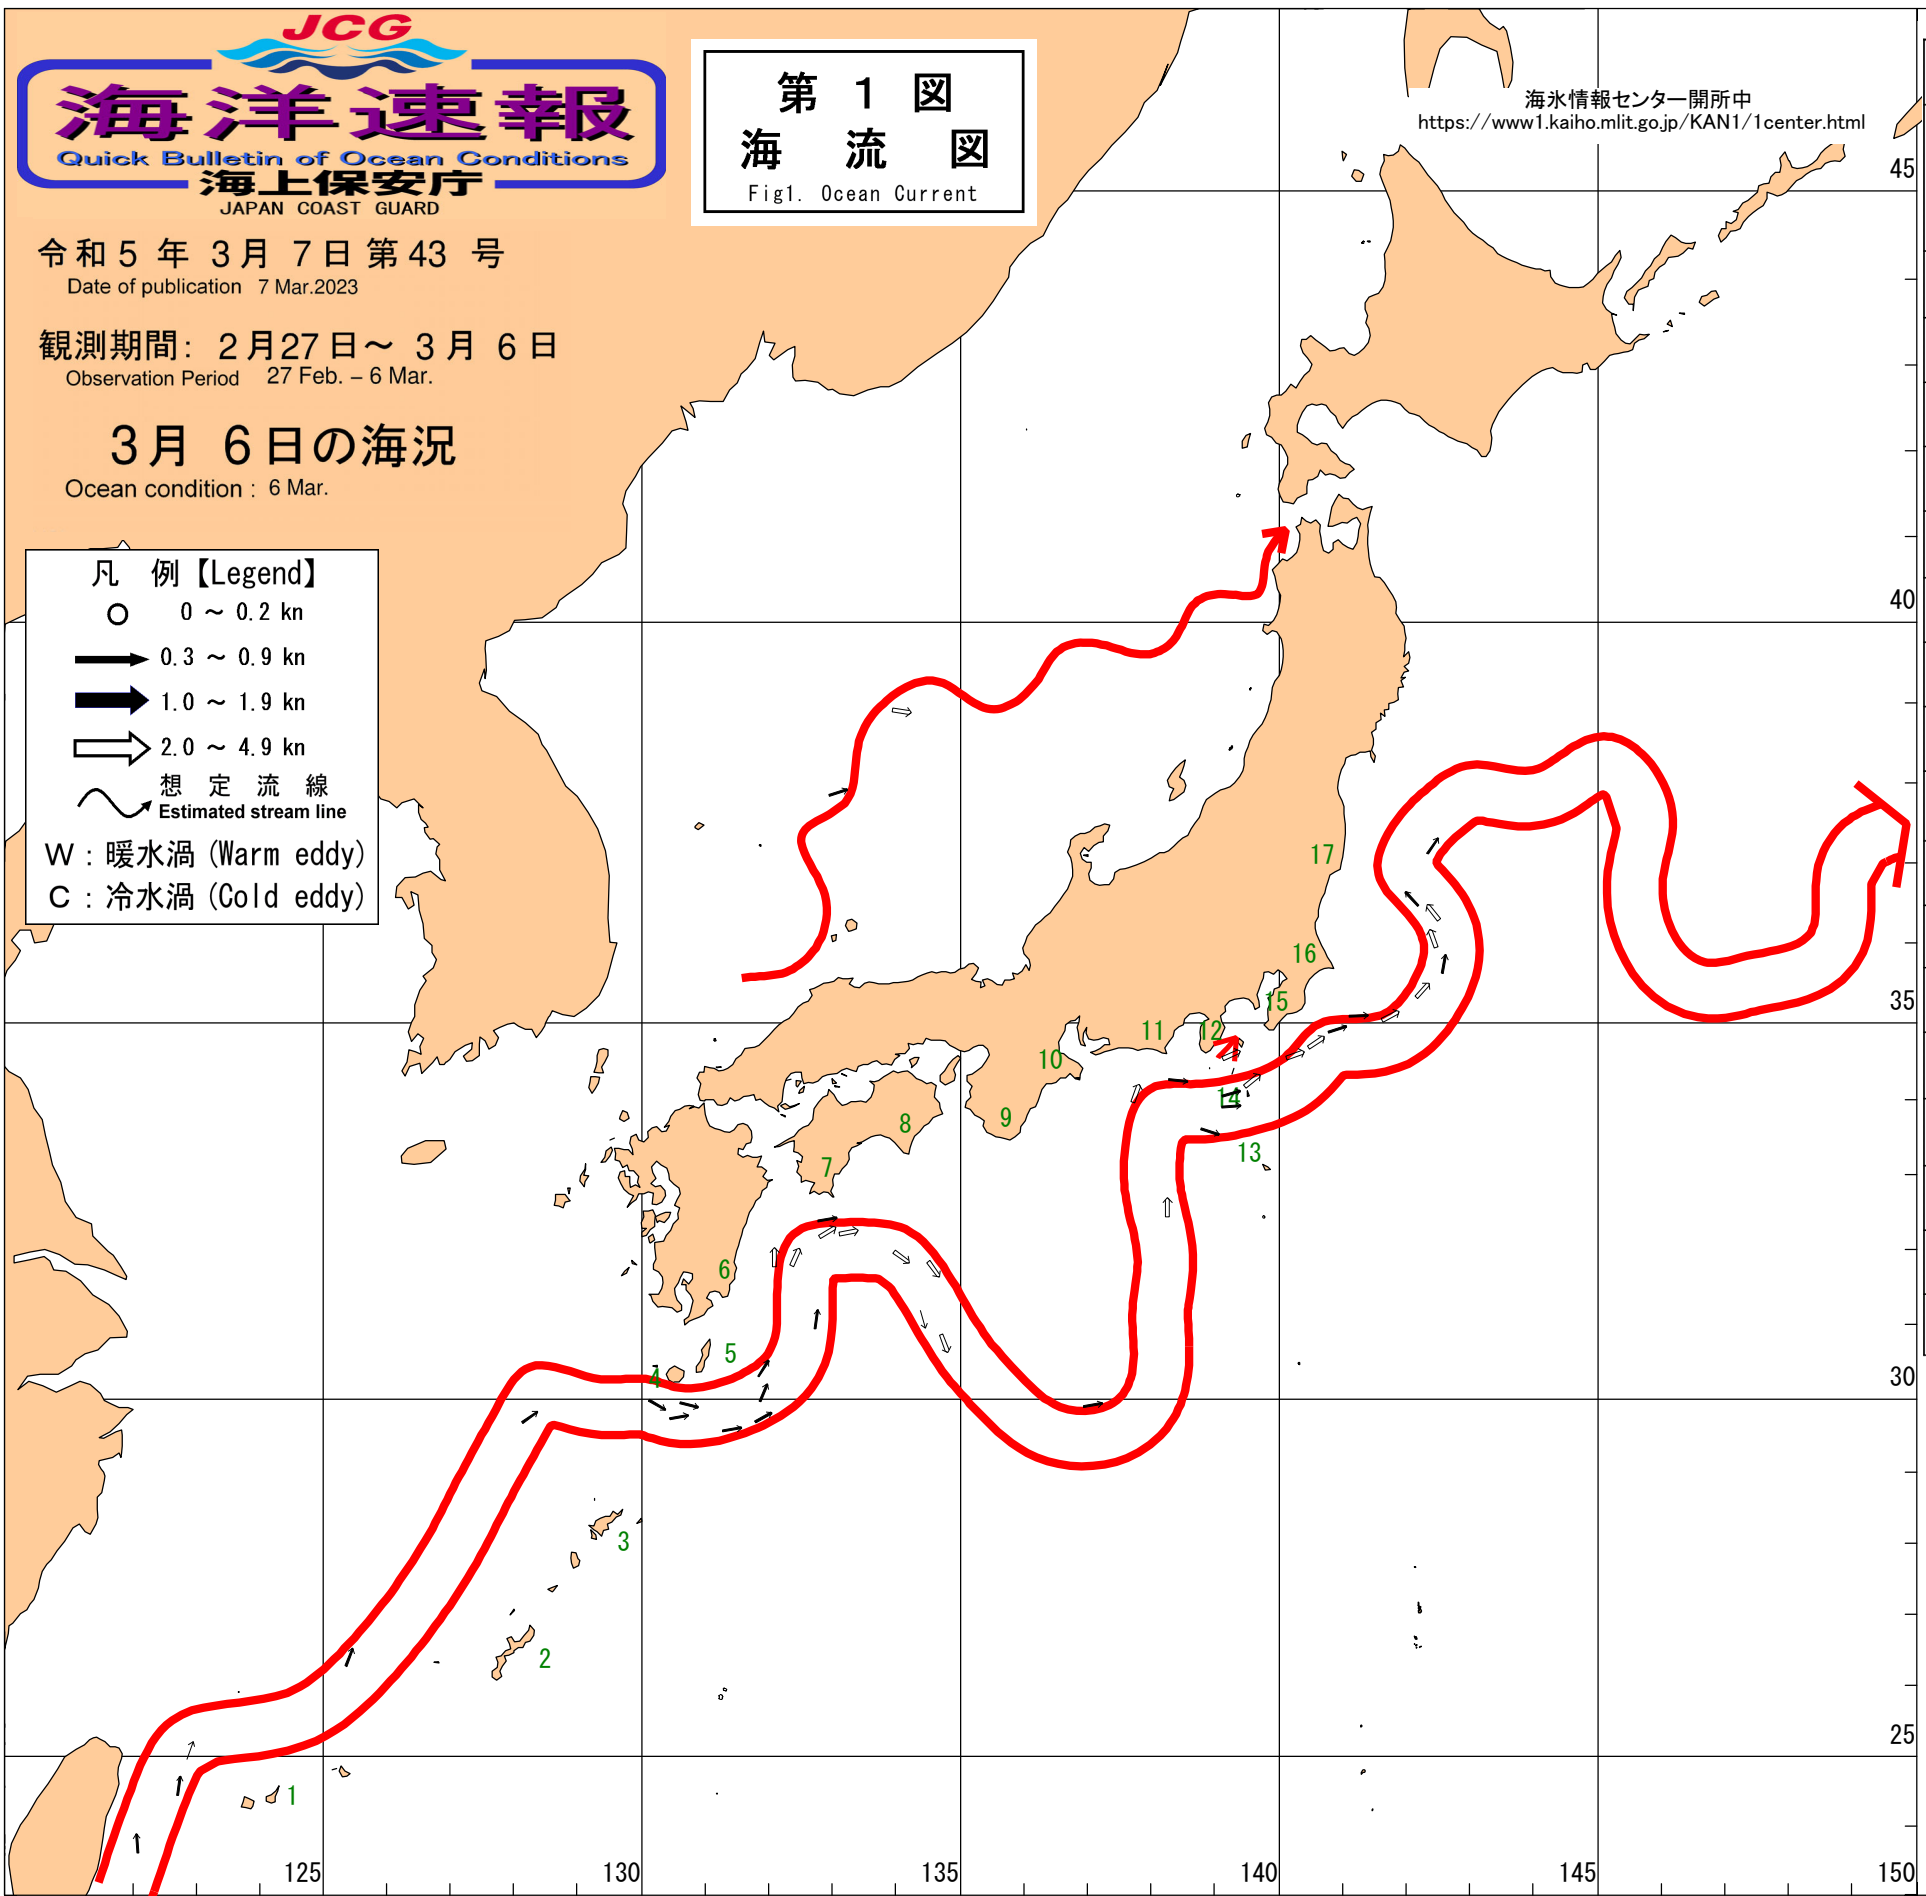 JCG
海洋速報
Quick Bulletin of Ocean Conditions
海上保安庁
JAPAN COAST GUARD
令和5 年 3月 7日 第43 号
Date of publication 7 Mar.2023
観測期間: 2月27日～ 3月 6日
Observation Period 27 Feb. – 6 Mar.
3月 6日の海況
Ocean condition : 6 Mar.
第 1 図
海 流 図
Fig1. Ocean Current
海氷情報センター開所中
https://www1.kaiho.mlit.go.jp/KAN1/1center.html
凡 例【Legend】
0 ～ 0.2 kn
0.3 ～ 0.9 kn
1.0 ～ 1.9 kn
2.0 ～ 4.9 kn
想 定 流 線
Estimated stream line
W : 暖水渦 (Warm eddy)
C : 冷水渦 (Cold eddy)
45
40
17
16
35
15
12
11
10
14
9
8
13
7
6
5
4
30
3
2
25
1
125
130
135
140
145
150